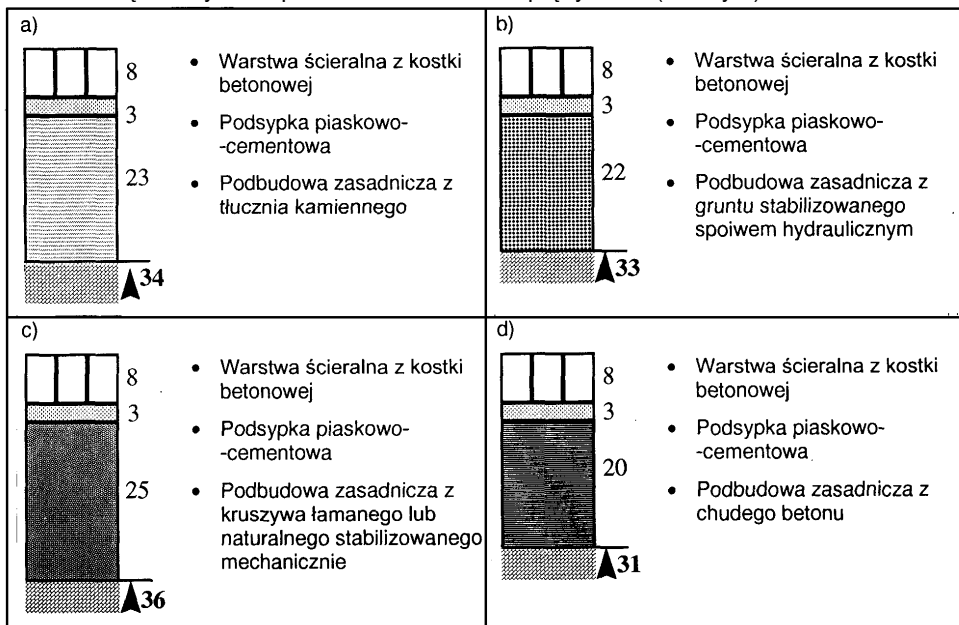 a)
8
3
23
34
• Warstwa ścieralna z kostki
betonowej
• Podsypka piaskowo-
-cementowa
• Podbudowa zasadnicza z
tłucznia kamiennego
b)
8
3
22
33
• Warstwa ścieralna z kostki
betonowej
• Podsypka piaskowo-
-cementowa
• Podbudowa zasadnicza z
gruntu stabilizowanego
spoiwem hydraulicznym
c)
8
3
25
36
• Warstwa ścieralna z kostki
betonowej
• Podsypka piaskowo-
-cementowa
• Podbudowa zasadnicza z
kruszywa łamanego lub
naturalnego stabilizowanego
mechanicznie
d)
8
3
20
31
• Warstwa ścieralna z kostki
betonowej
• Podsypka piaskowo-
-cementowa
• Podbudowa zasadnicza z
chudego betonu